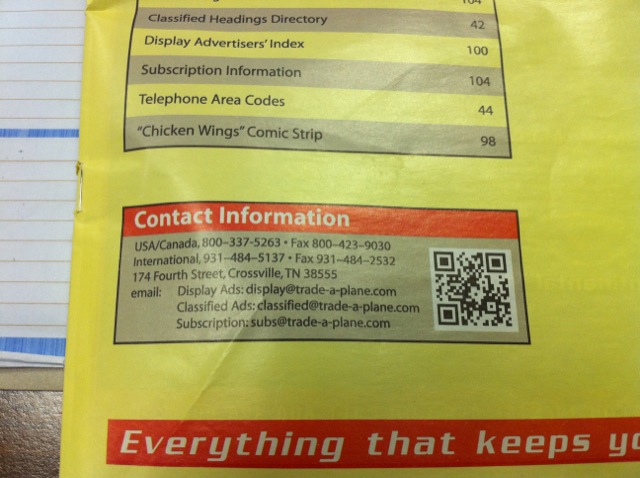 104
Classified Headings Directory 42
Display Advertisers' Index 100
Subscription Information 104
Telephone Area Codes 44
"Chicken Wings" Comic Strip 98
Contact Information
USA/Canada, 800–337-5263 • Fax 800–423–9030
International, 931–484–5137 • Fax 931–484–2532
174 Fourth Street, Crossville, TN 38555
email: Display Ads: display@trade-a-plane.com
Classified Ads: classified@trade-a-plane.com
Subscription: subs@trade-a-plane.com
Everything that keeps